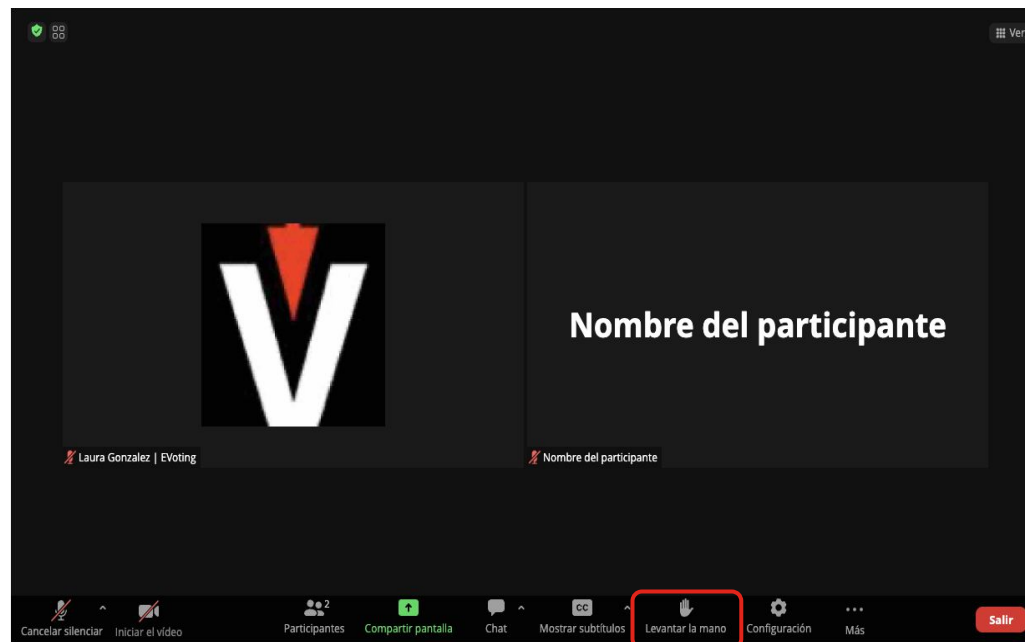 Ver
V
Nombre del participante
Laura Gonzalez | EVoting
Nombre del participante
2
CC
Cancelar silenciar
Iniciar el vídeo
Participantes
Compartir pantalla
Chat
Mostrar subtítulos
Levantar la mano
Configuración
Más
Salir